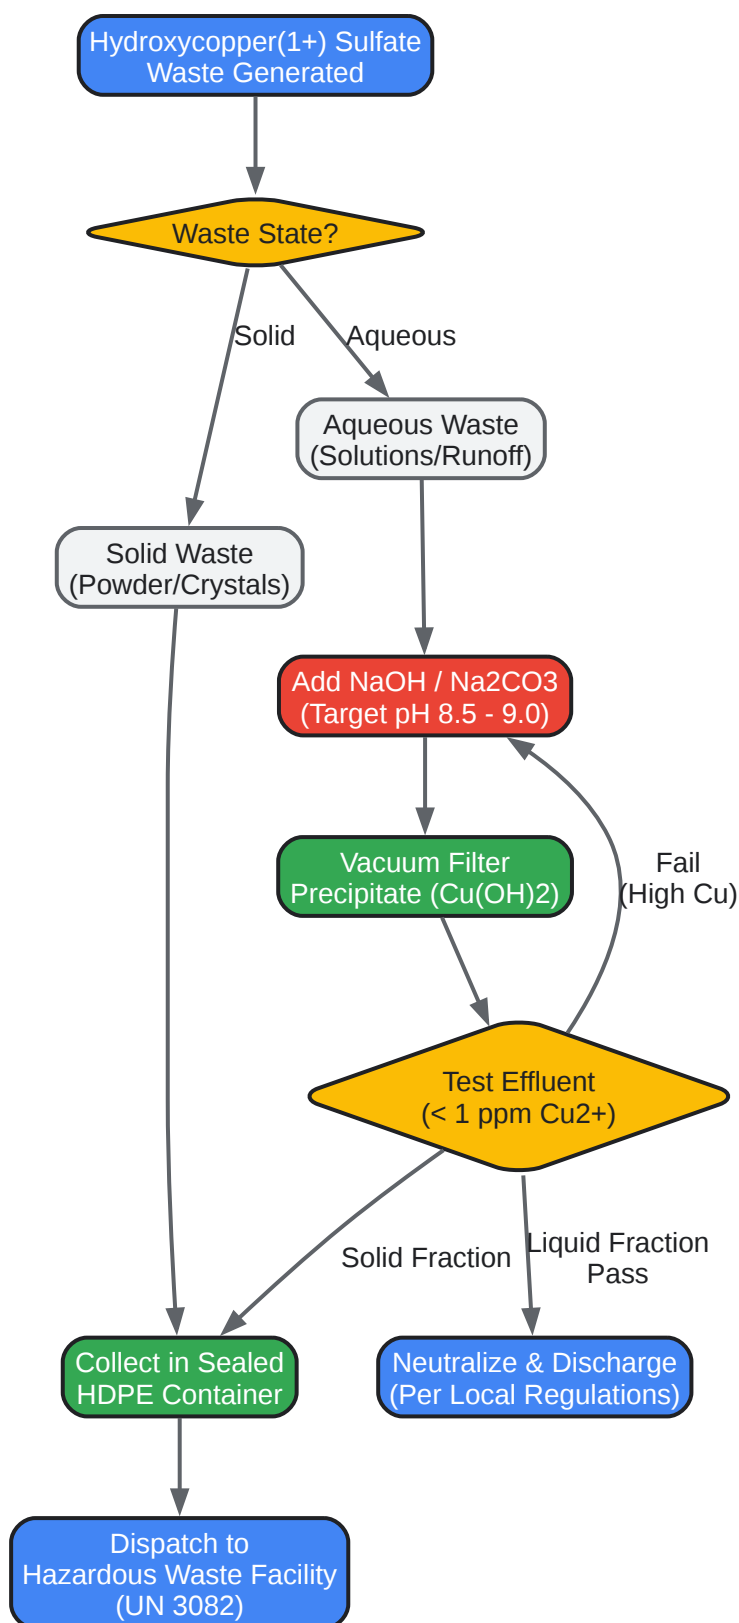 Hydroxycopper(1+) Sulfate
Waste Generated
Waste State?
Solid
Aqueous
Aqueous Waste
(Solutions/Runoff)
Solid Waste
(Powder/Crystals)
Add NaOH / Na2CO3
(Target pH 8.5 - 9.0)
Vacuum Filter
Precipitate (Cu(OH)2)
Fail
(High Cu)
Test Effluent
(< 1 ppm Cu2+)
Solid Fraction
Liquid Fraction
Pass
Collect in Sealed
HDPE Container
Neutralize & Discharge
(Per Local Regulations)
Dispatch to
Hazardous Waste Facility
(UN 3082)